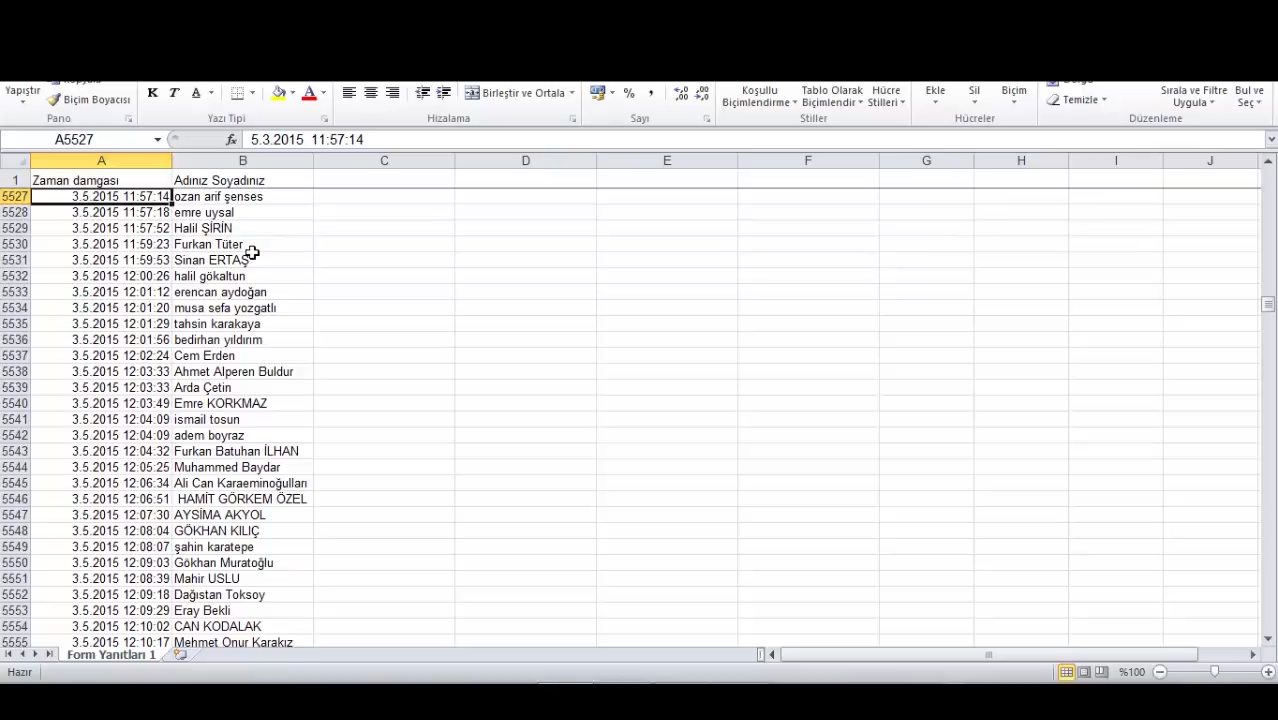 Yapıştır Biçim Boyacısı K T A A Birleştir ve Ortala % Koşullu Biçimlendirme Tablo Olarak Biçimlendir Hücre Stilleri Ekle Sil Biçim Temizle Sırala ve Filtre Uygula Bul ve Seç
Pano Yazı Tipi Hizalama Sayı Stiller Hücreler Düzenleme
A5527 fx 5.3.2015 11:57:14
A B C D E F G H I J
1 Zaman damgası Adınız Soyadınız
5527 3.5.2015 11:57:14 ozan arif şenses
5528 3.5.2015 11:57:18 emre uysal
5529 3.5.2015 11:57:52 Halil ŞİRİN
5530 3.5.2015 11:59:23 Furkan Tüter
5531 3.5.2015 11:59:53 Sinan ERTAŞ
5532 3.5.2015 12:00:26 halil gökaltun
5533 3.5.2015 12:01:12 erencan aydoğan
5534 3.5.2015 12:01:20 musa sefa yozgatlı
5535 3.5.2015 12:01:29 tahsin karakaya
5536 3.5.2015 12:01:56 bedirhan yıldırım
5537 3.5.2015 12:02:24 Cem Erden
5538 3.5.2015 12:03:33 Ahmet Alperen Buldur
5539 3.5.2015 12:03:33 Arda Çetin
5540 3.5.2015 12:03:49 Emre KORKMAZ
5541 3.5.2015 12:04:09 ismail tosun
5542 3.5.2015 12:04:09 adem boyraz
5543 3.5.2015 12:04:32 Furkan Batuhan İLHAN
5544 3.5.2015 12:05:25 Muhammed Baydar
5545 3.5.2015 12:06:34 Ali Can Karaeminoğulları
5546 3.5.2015 12:06:51 HAMİT GÖRKEM ÖZEL
5547 3.5.2015 12:07:30 AYSİMA AKYOL
5548 3.5.2015 12:08:04 GÖKHAN KILIÇ
5549 3.5.2015 12:08:07 şahin karatepe
5550 3.5.2015 12:09:03 Gökhan Muratoğlu
5551 3.5.2015 12:08:39 Mahir USLU
5552 3.5.2015 12:09:18 Dağıstan Toksoy
5553 3.5.2015 12:09:29 Eray Bekli
5554 3.5.2015 12:10:02 CAN KODALAK
5555 3.5.2015 12:10:17 Mehmet Onur Karakız
Form Yanıtları 1
Hazır %100